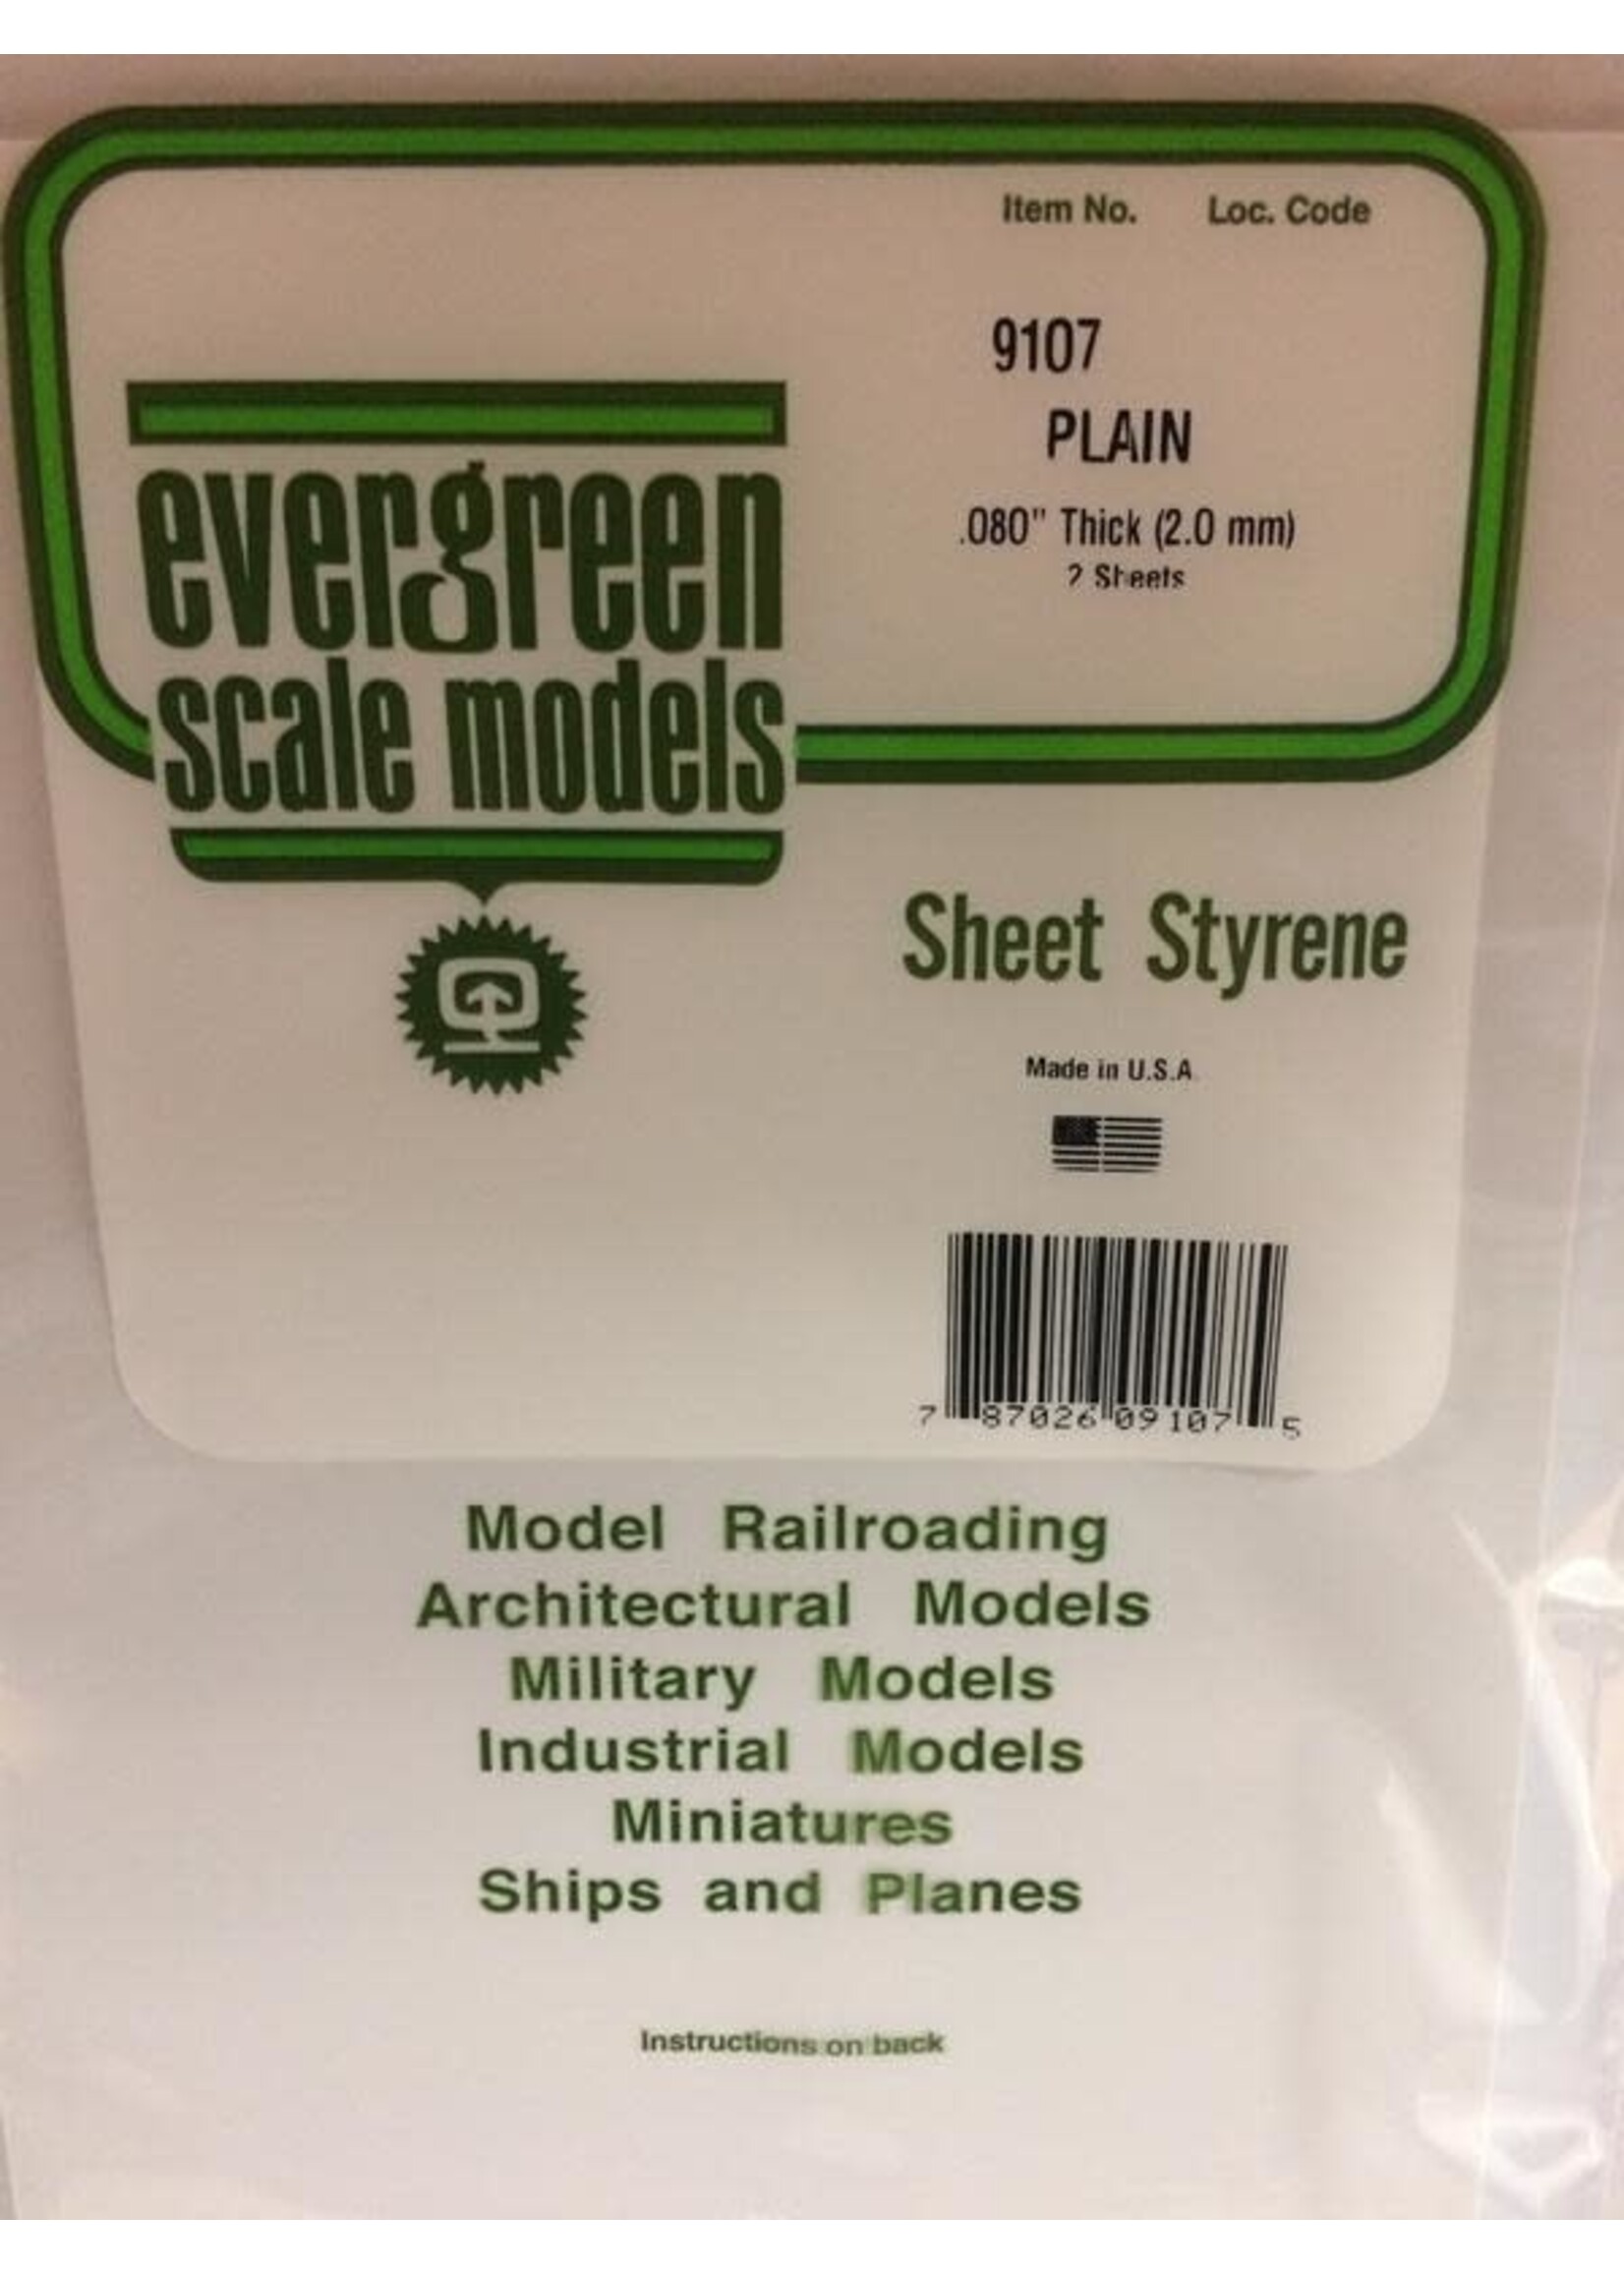 Item No. Loc. Code
9107
PLAIN
.080" Thick (2.0 mm)
2 Sheets
evergreen
scale models
Sheet Styrene
Made in U.S.A.
7 87026 09107 5
Model Railroading
Architectural Models
Military Models
Industrial Models
Miniatures
Ships and Planes
Instructions on back